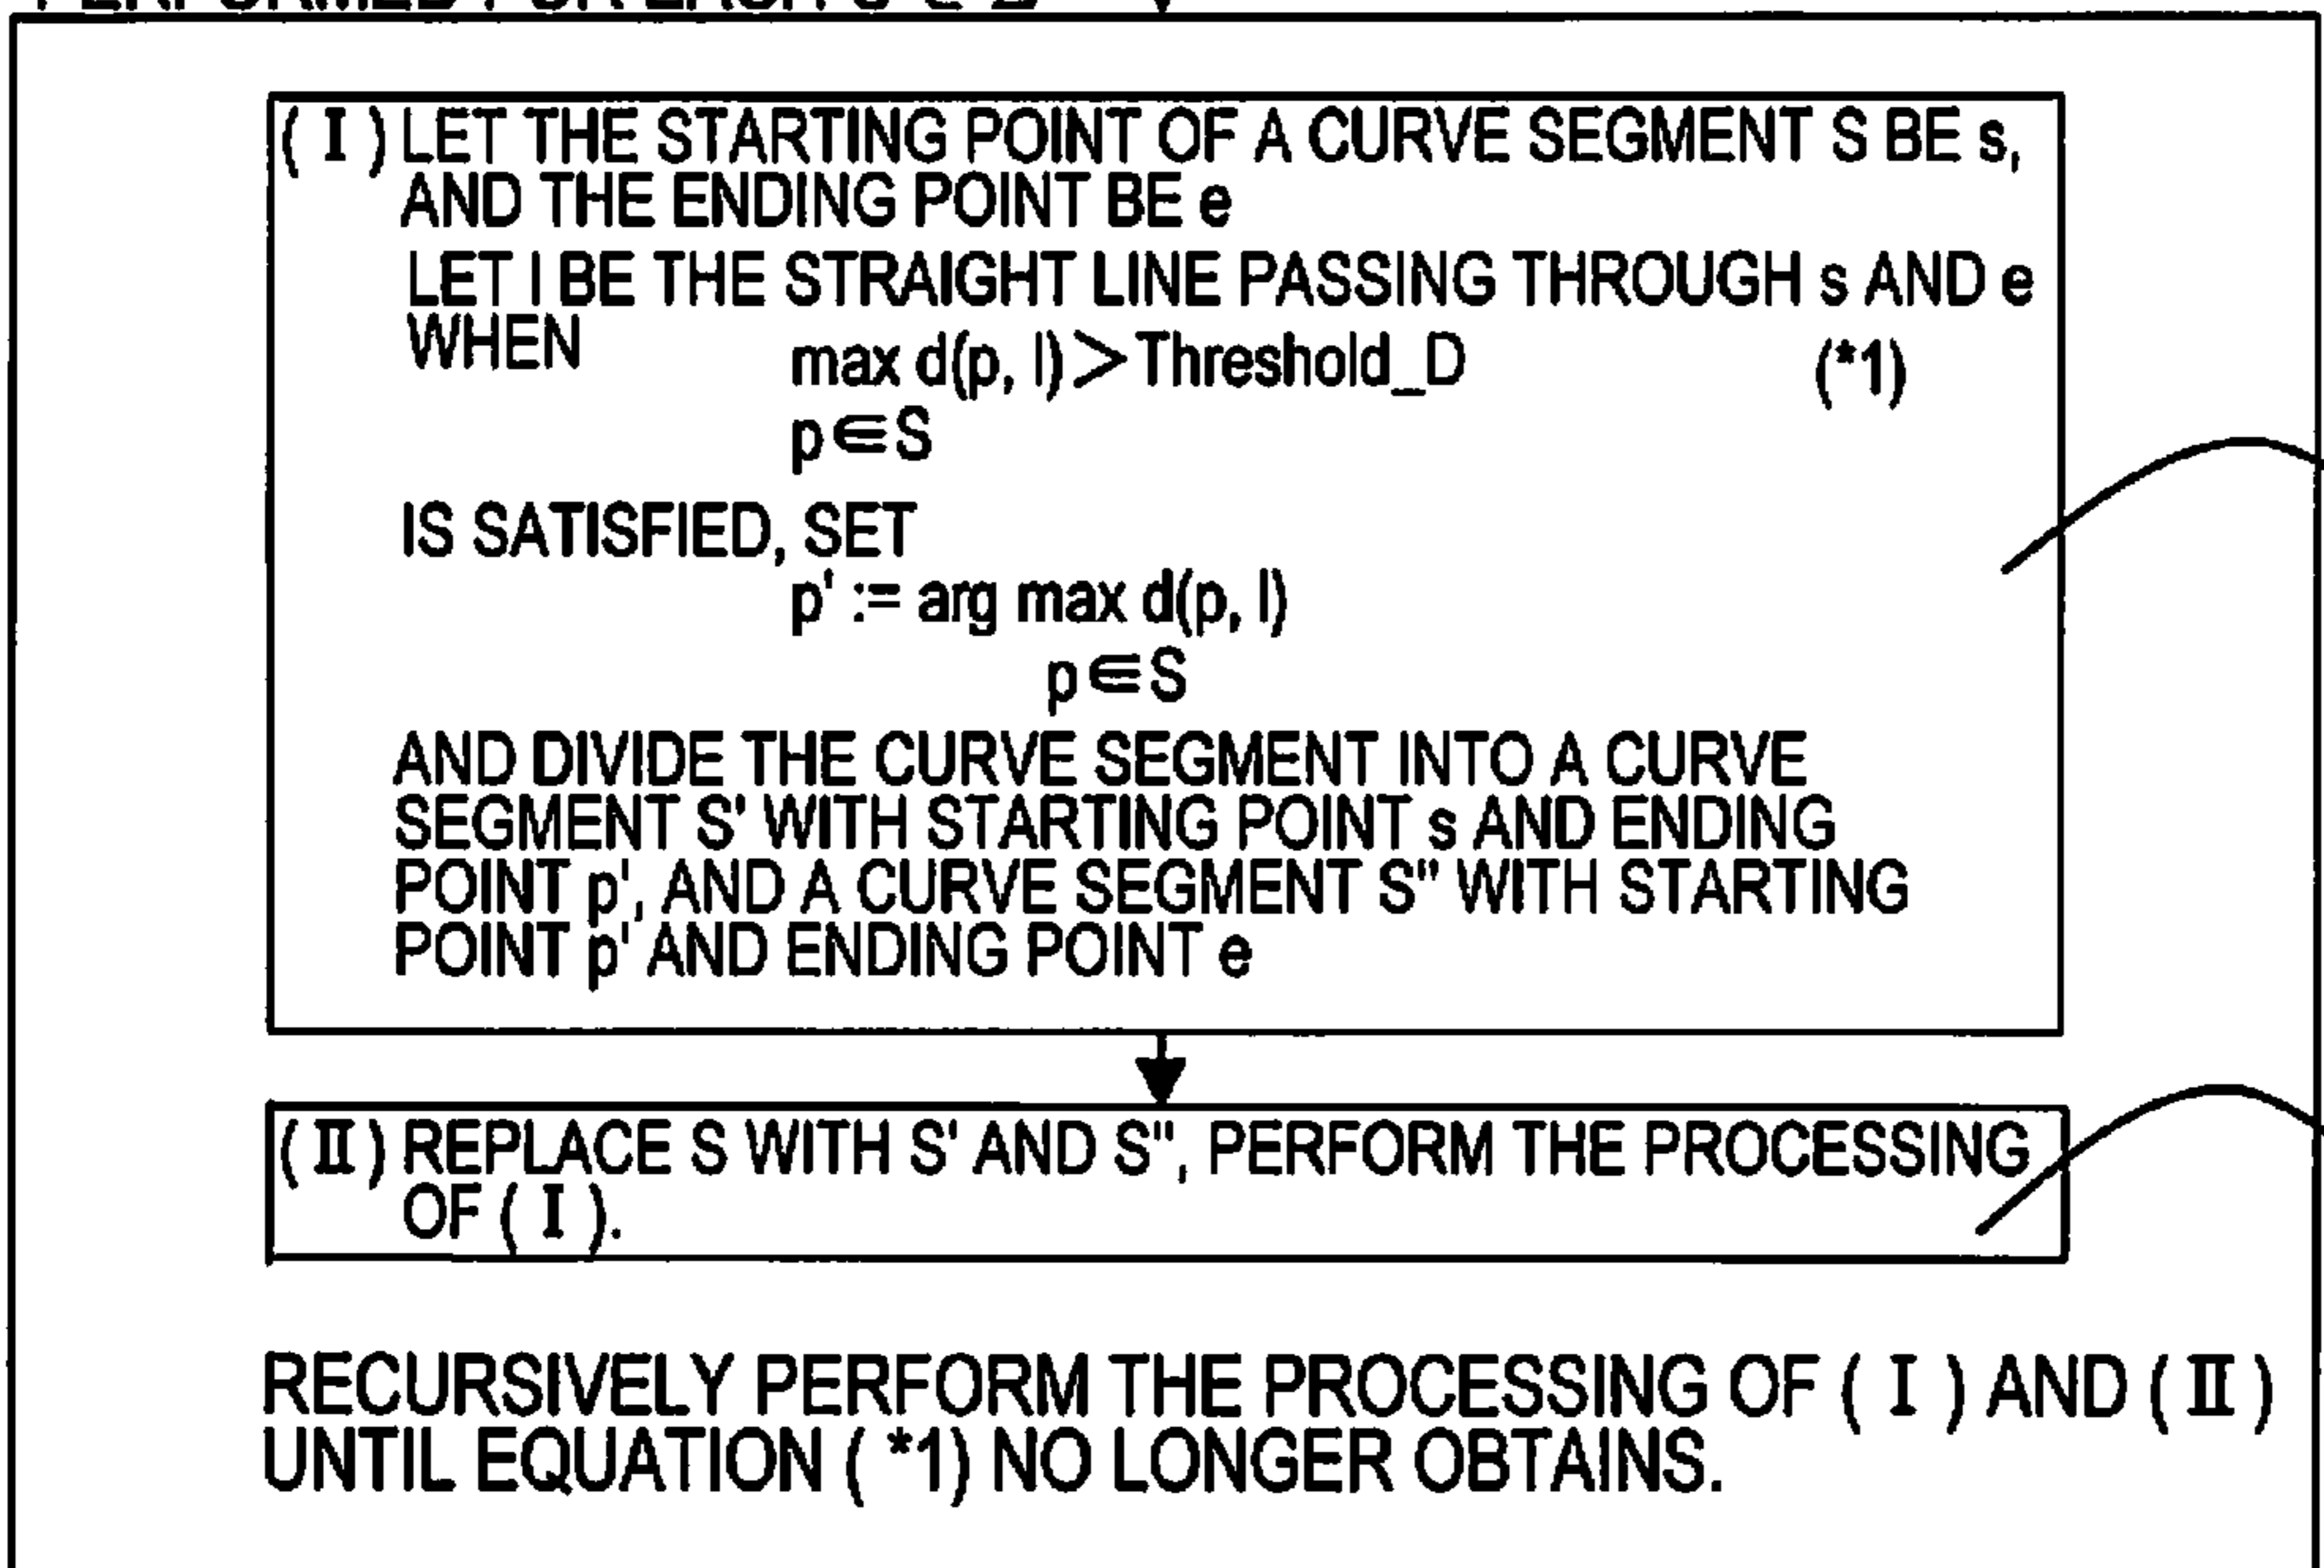 ( I ) LET THE STARTING POINT OF A CURVE SEGMENT S BE s,
AND THE ENDING POINT BE e
LET l BE THE STRAIGHT LINE PASSING THROUGH s AND e
WHEN
max d(p, l)>Threshold_D (*1)
p∈S
IS SATISFIED, SET
p' := arg max d(p, l)
p∈S
AND DIVIDE THE CURVE SEGMENT INTO A CURVE
SEGMENT S' WITH STARTING POINT s AND ENDING
POINT p', AND A CURVE SEGMENT S" WITH STARTING
POINT p' AND ENDING POINT e
( II ) REPLACE S WITH S' AND S", PERFORM THE PROCESSING
OF ( I ).
RECURSIVELY PERFORM THE PROCESSING OF ( I ) AND ( II )
UNTIL EQUATION ( *1) NO LONGER OBTAINS.